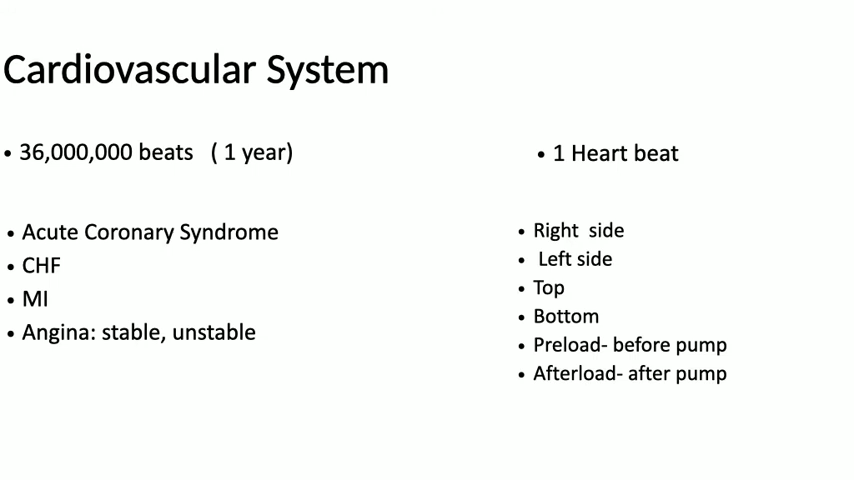 Cardiovascular System
• 36,000,000 beats ( 1 year)
• Acute Coronary Syndrome
• CHF
• MI
• Angina: stable, unstable
• 1 Heart beat
• Right side
• Left side
• Top
• Bottom
• Preload- before pump
• Afterload- after pump